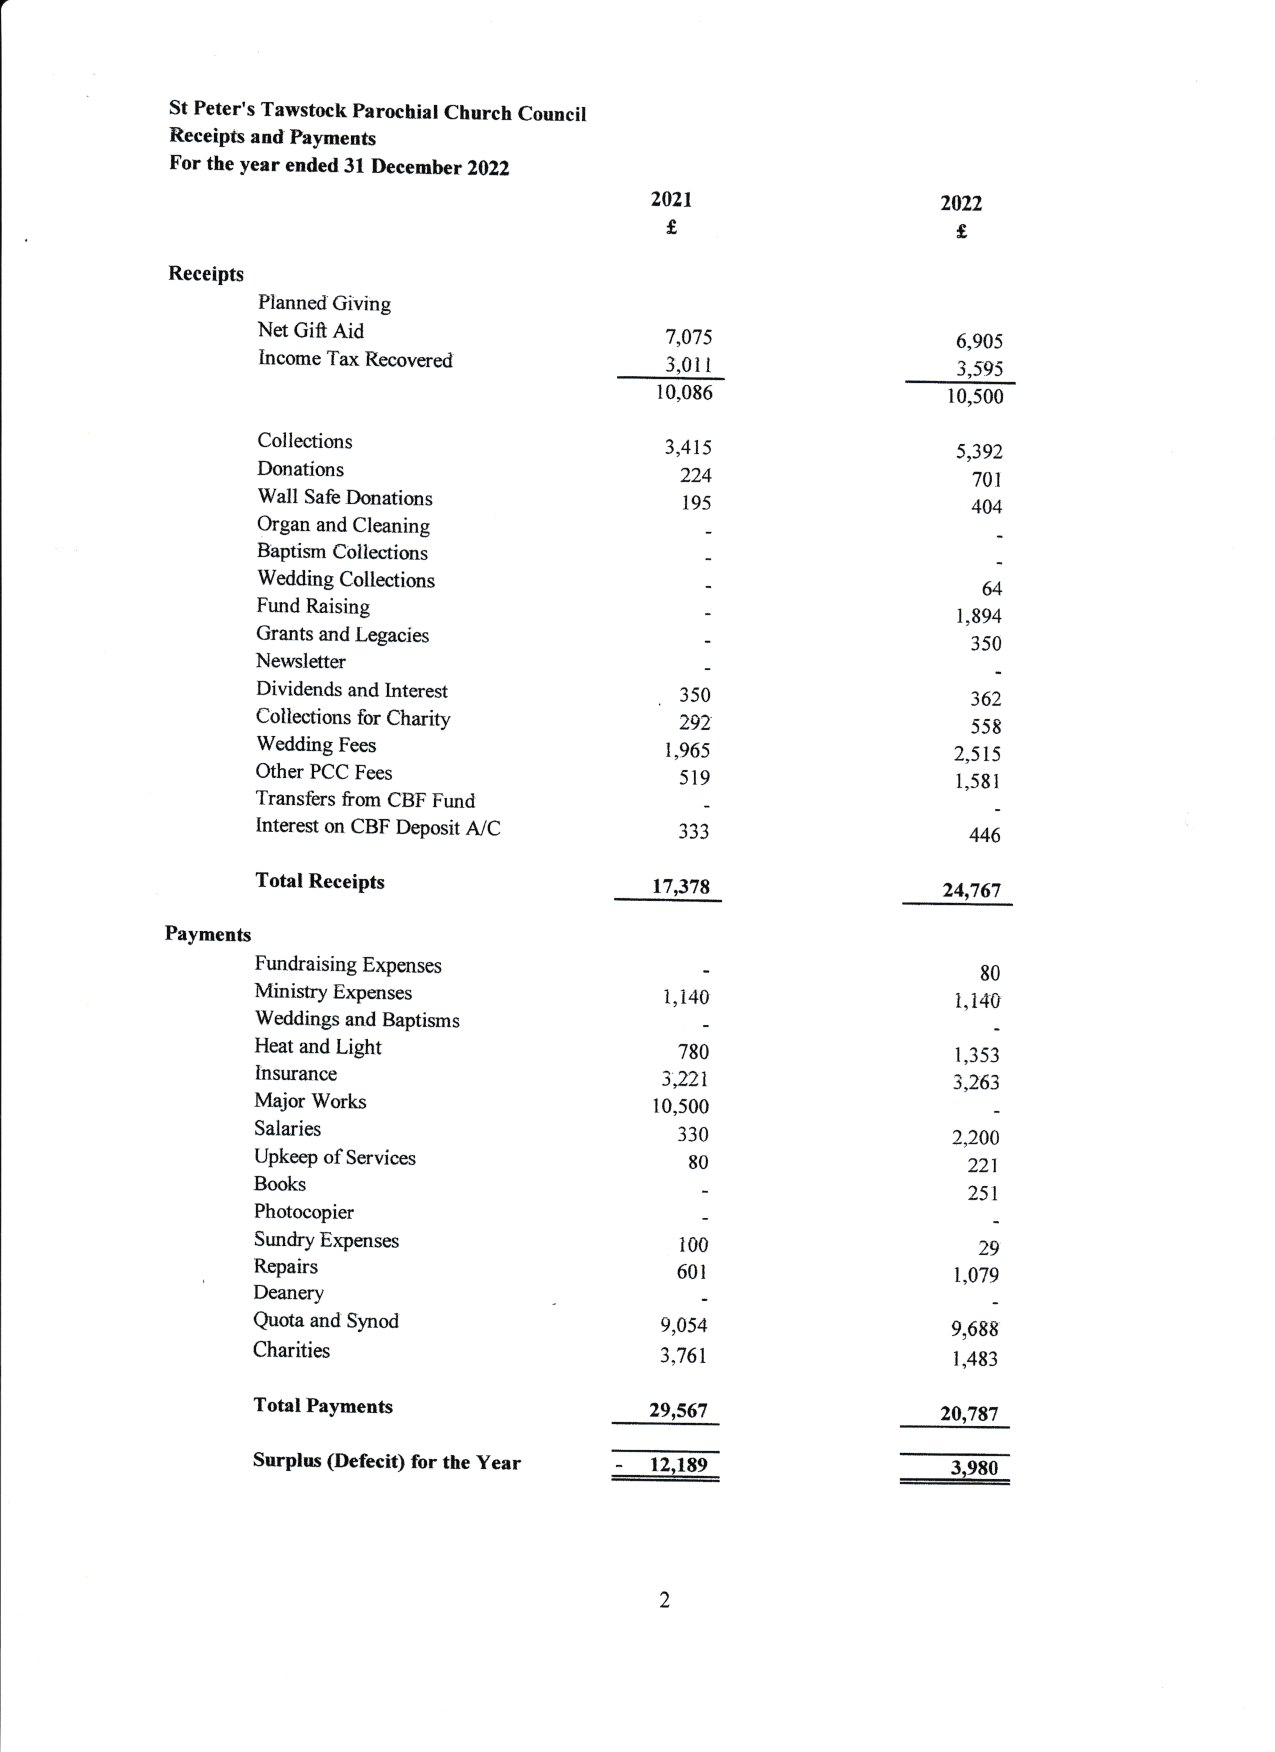 St Peter's Tawstock Parochial Church Council
Receipts and Payments
For the year ended 31 December 2022
2021 2022
£ £
Receipts
Planned Giving
Net Gift Aid 7,075 6,905
Income Tax Recovered 3,011 3,595
10,086 10,500
Collections 3,415 5,392
Donations 224 701
Wall Safe Donations 195 404
Organ and Cleaning - -
Baptism Collections - -
Wedding Collections - 64
Fund Raising - 1,894
Grants and Legacies - 350
Newsletter - -
Dividends and Interest 350 362
Collections for Charity 292 558
Wedding Fees 1,965 2,515
Other PCC Fees 519 1,581
Transfers from CBF Fund - -
Interest on CBF Deposit A/C 333 446
Total Receipts 17,378 24,767
Payments
Fundraising Expenses - 80
Ministry Expenses 1,140 1,140
Weddings and Baptisms - -
Heat and Light 780 1,353
Insurance 3,221 3,263
Major Works 10,500 -
Salaries 330 2,200
Upkeep of Services 80 221
Books - 251
Photocopier - -
Sundry Expenses 100 29
Repairs 601 1,079
Deanery - -
Quota and Synod 9,054 9,688
Charities 3,761 1,483
Total Payments 29,567 20,787
Surplus (Defecit) for the Year - 12,189 3,980
2